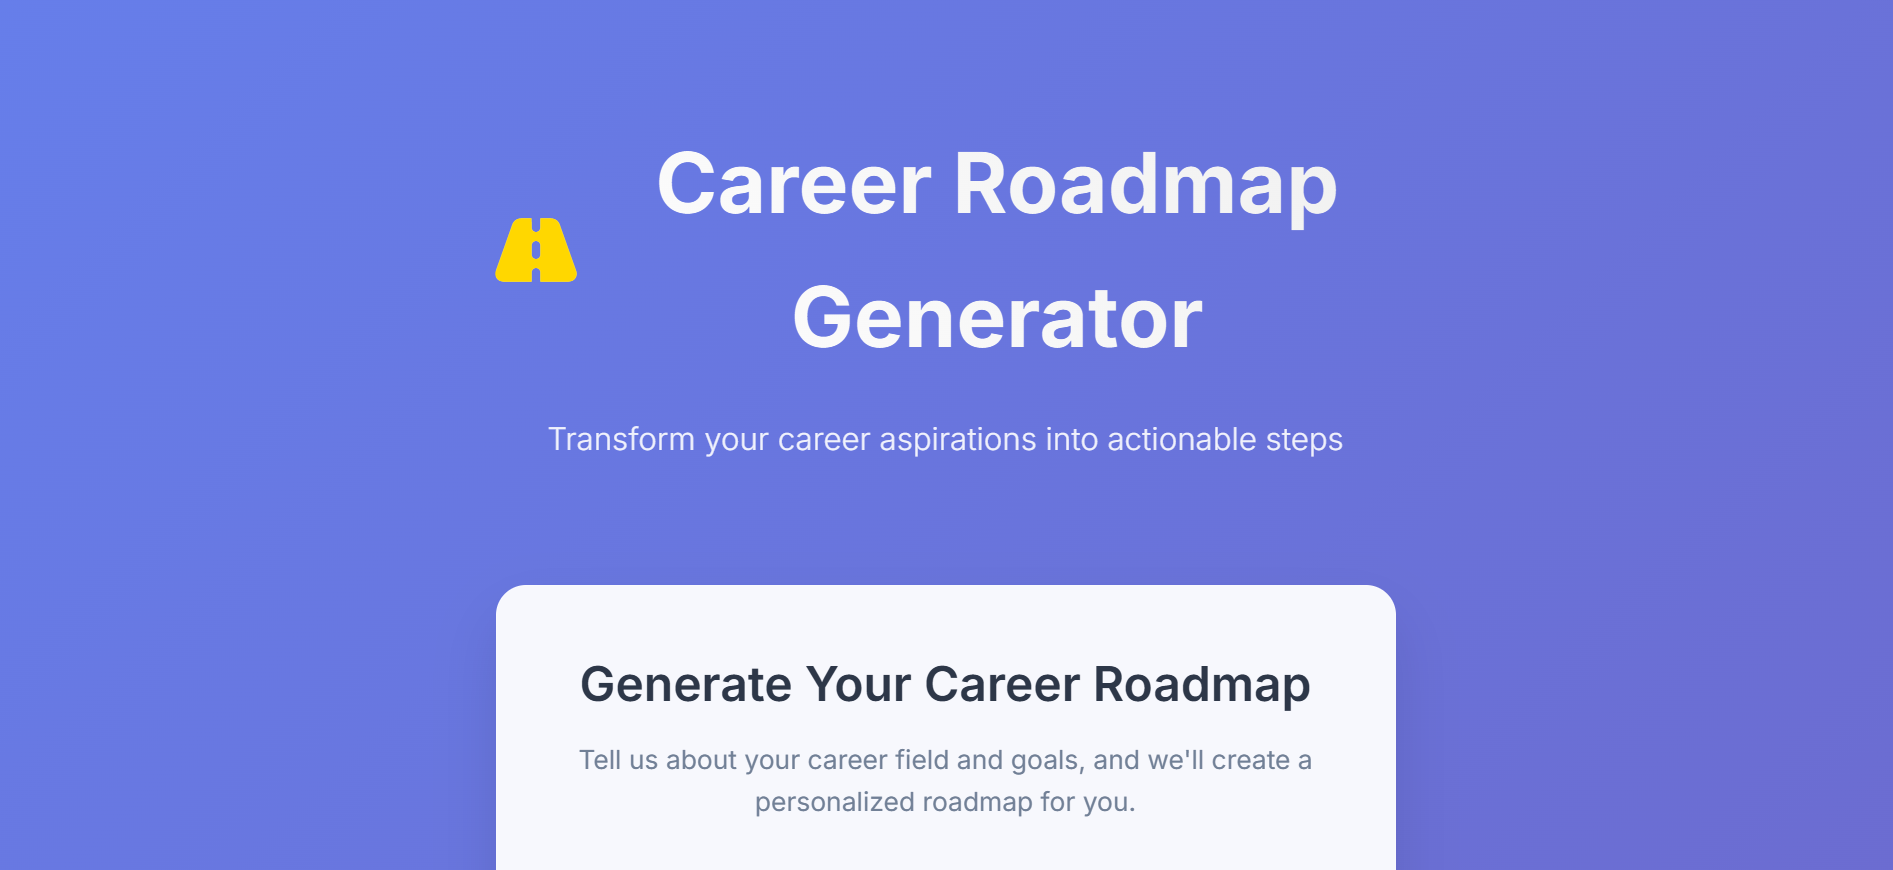 Career Roadmap
Generator
Transform your career aspirations into actionable steps
Generate Your Career Roadmap
Tell us about your career field and goals, and we'll create a
personalized roadmap for you.